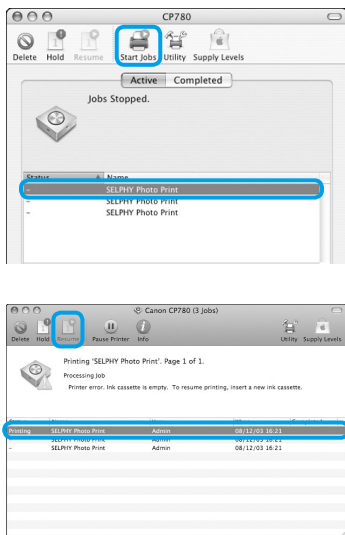 CP780
Delete Hold Resume Start Jobs Utility Supply Levels
Active Completed
Jobs Stopped.
Status Name
- SELPHY Photo Print
- SELPHY Photo Print
- SELPHY Photo Print
Canon CP780 (3 Jobs)
Delete Hold Resume Pause Printer Info Utility Supply Levels
Printing 'SELPHY Photo Print'. Page 1 of 1.
Processing Job
Printer error. Ink cassette is empty. To resume printing, insert a new ink cassette.
Printing SELPHY Photo Print Admin 08/12/03 16:21
- SELPHY Photo Print Admin 08/12/03 16:21
- SELPHY Photo Print Admin 08/12/03 16:21